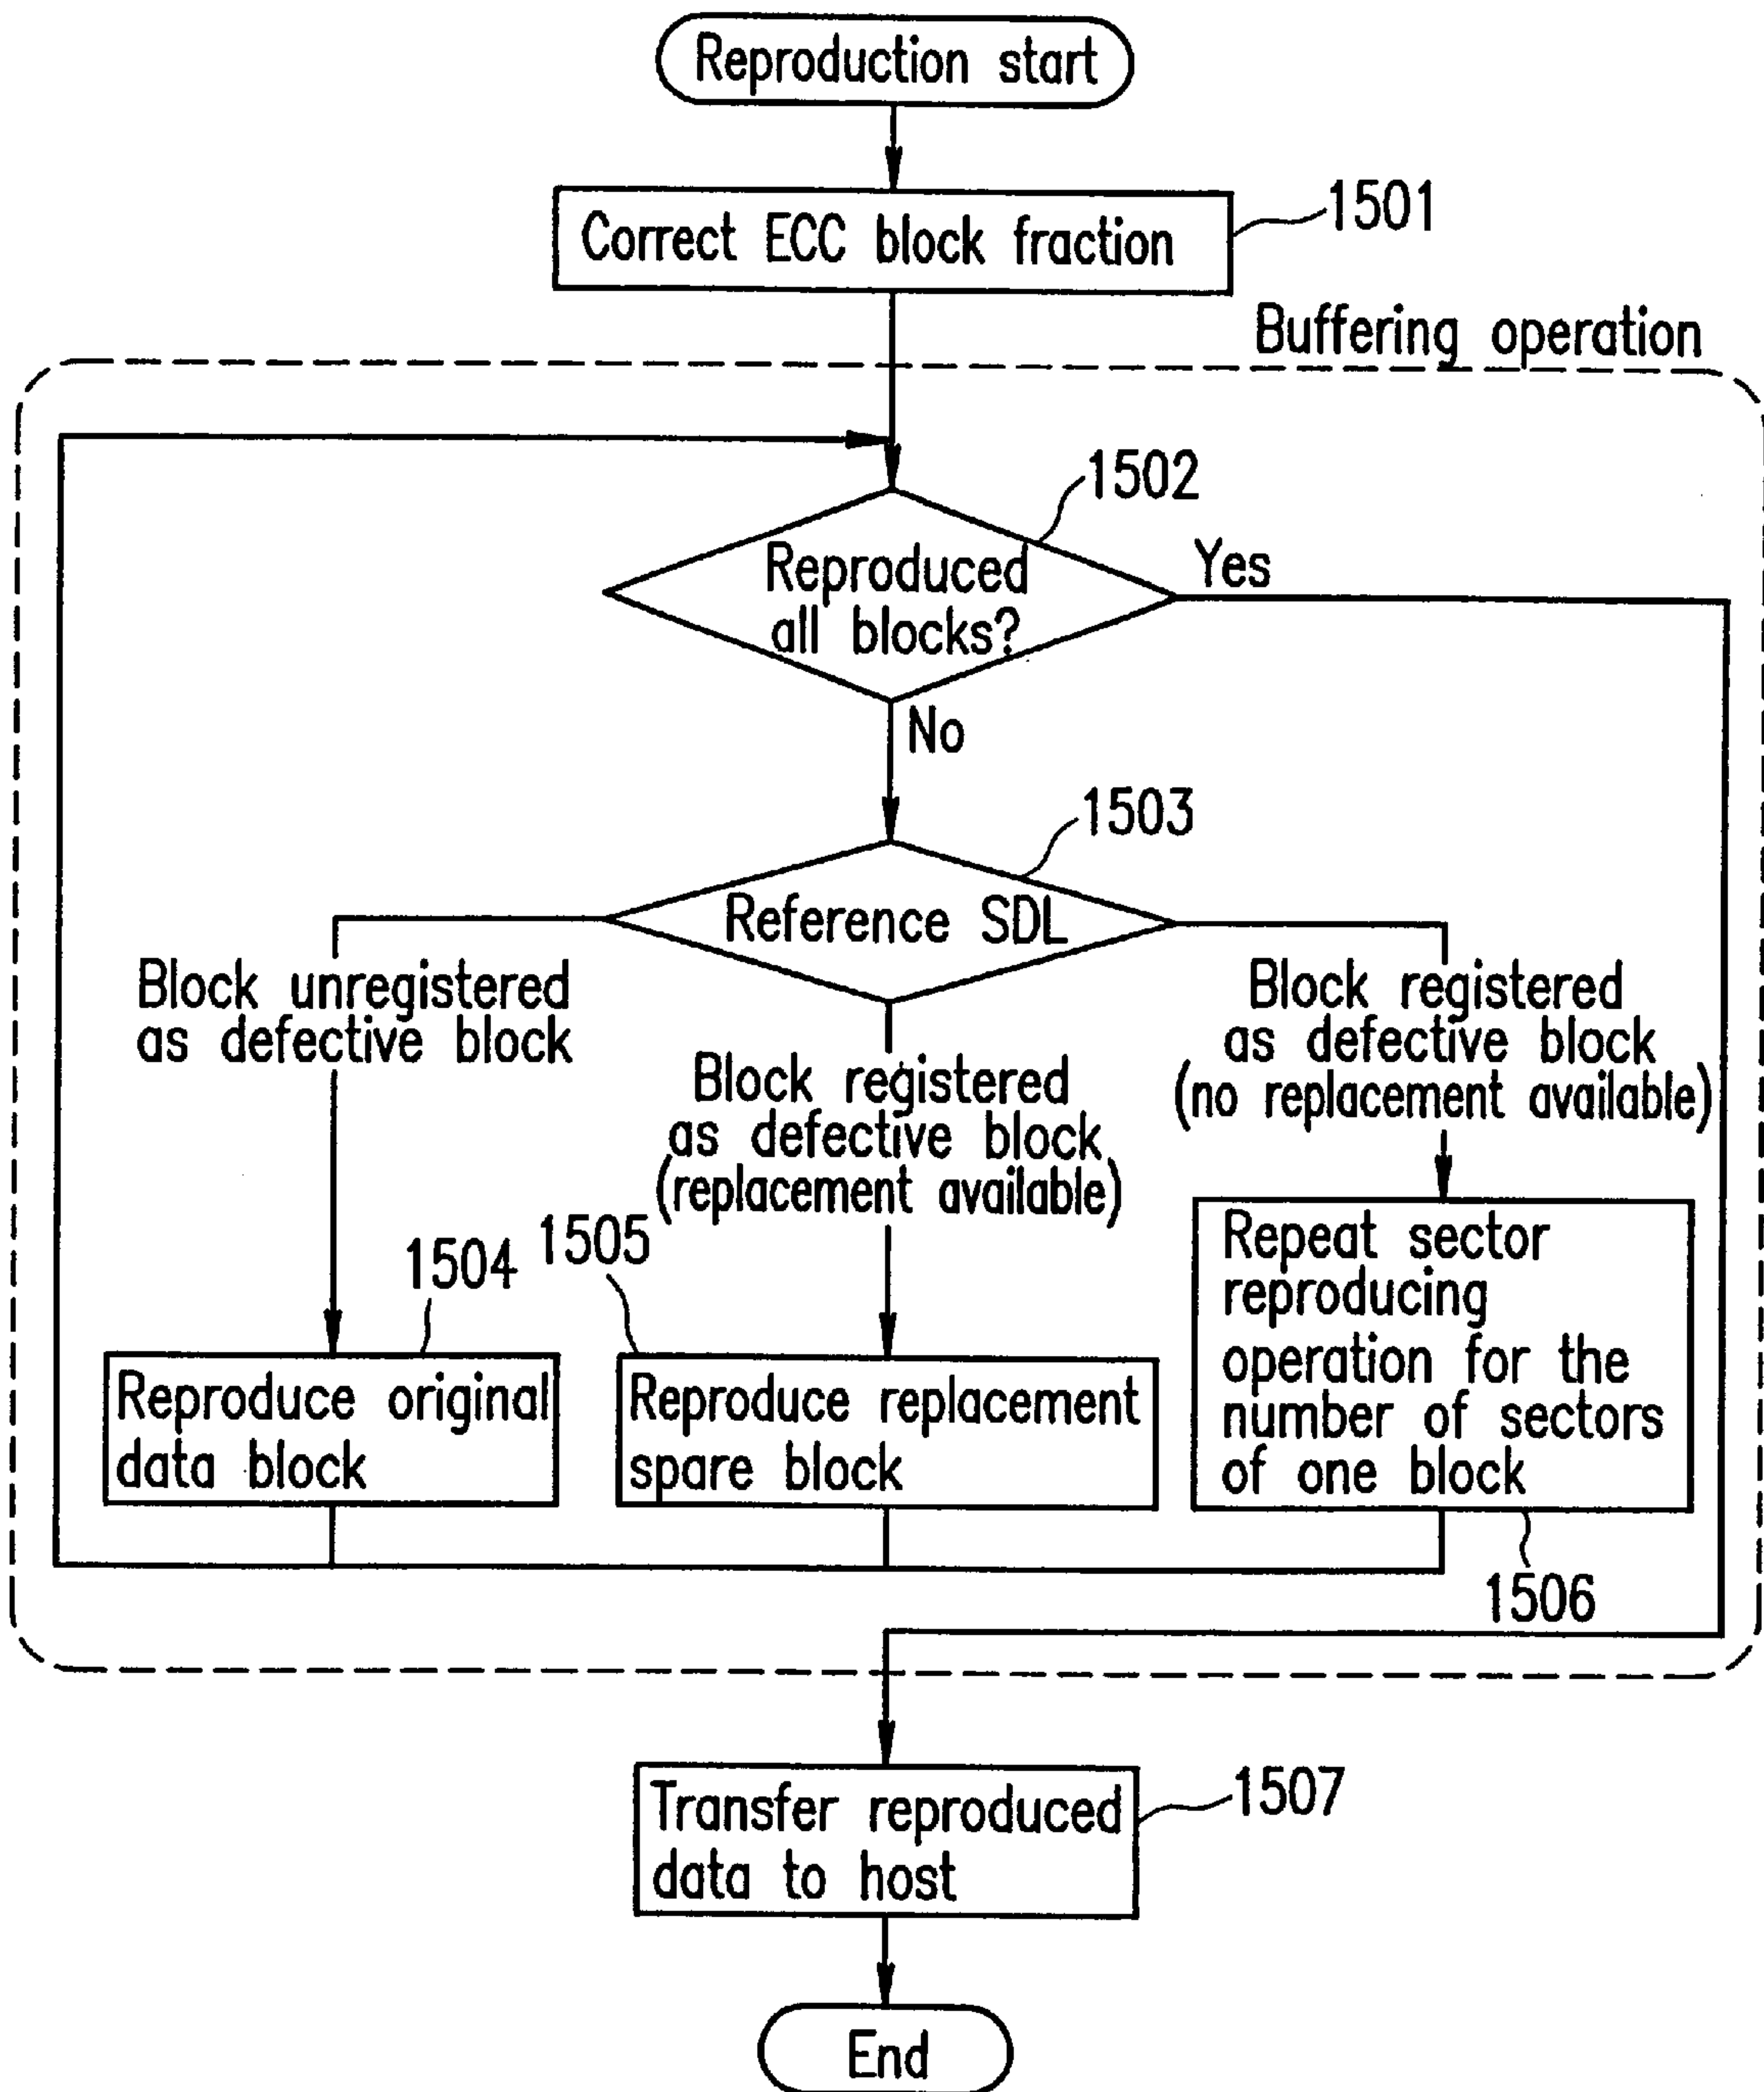 Reproduction start
Correct ECC block fraction
1501
Buffering operation
1502
Reproduced
all blocks?
Yes
No
1503
Reference SDL
Block unregistered
as defective block
Block registered
as defective block
(replacement available)
Block registered
as defective block
(no replacement available)
1504
Reproduce original
data block
1505
Reproduce replacement
spare block
Repeat sector
reproducing
operation for the
number of sectors
of one block
1506
Transfer reproduced
data to host
1507
End